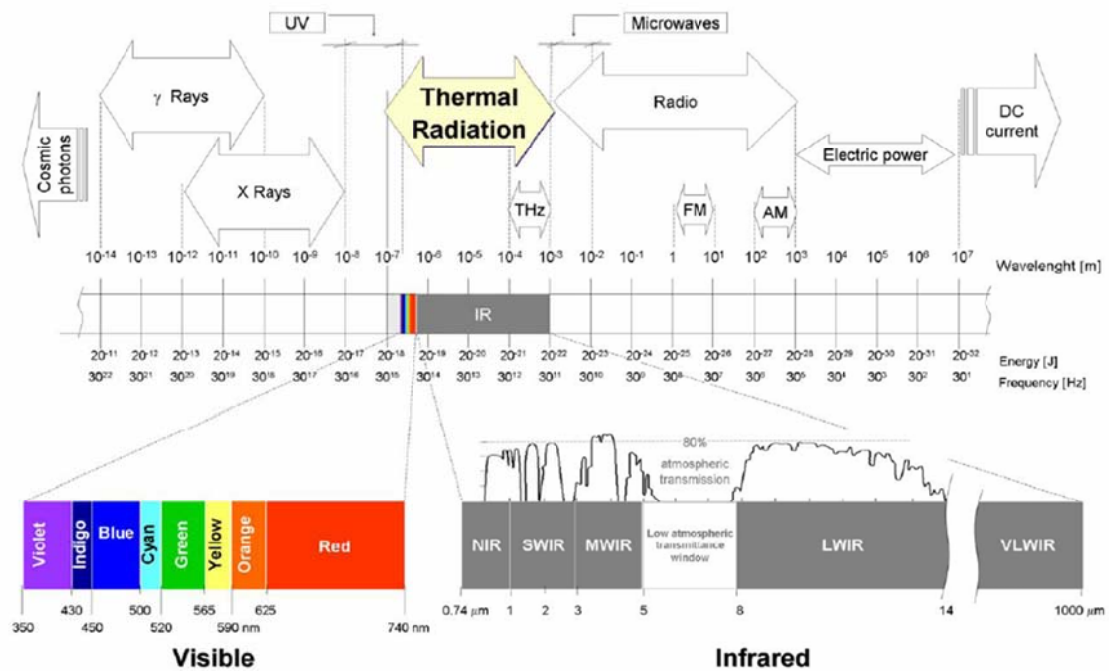 UV
Microwaves
Cosmic
photons
γ Rays
X Rays
Thermal
Radiation
THz
Radio
FM
AM
Electric power
DC
current
10-14 10-13 10-12 10-11 10-10 10-9 10-8 10-7 10-6 10-5 10-4 10-3 10-2 10-1 1 101 102 103 104 105 106 107
Wavelenght [m]
IR
20-11 20-12 20-13 20-14 20-15 20-16 20-17 20-18 20-19 20-20 20-21 20-22 20-23 20-24 20-25 20-26 20-27 20-28 20-29 20-30 20-31 20-32
Energy [J]
3022 3021 3020 3019 3018 3017 3016 3015 3014 3013 3012 3011 3010 309 308 307 306 305 304 303 302 301
Frequency [Hz]
80%
atmospheric
transmission
Violet
Indigo
Blue
Cyan
Green
Yellow
Orange
Red
350
430
450
500
520
565
590 nm
625
740 nm
Visible
NIR
SWIR
MWIR
Low atmospheric
transmittance
window
LWIR
VLWIR
0.74 μm
1
2
3
5
8
14
1000 μm
Infrared